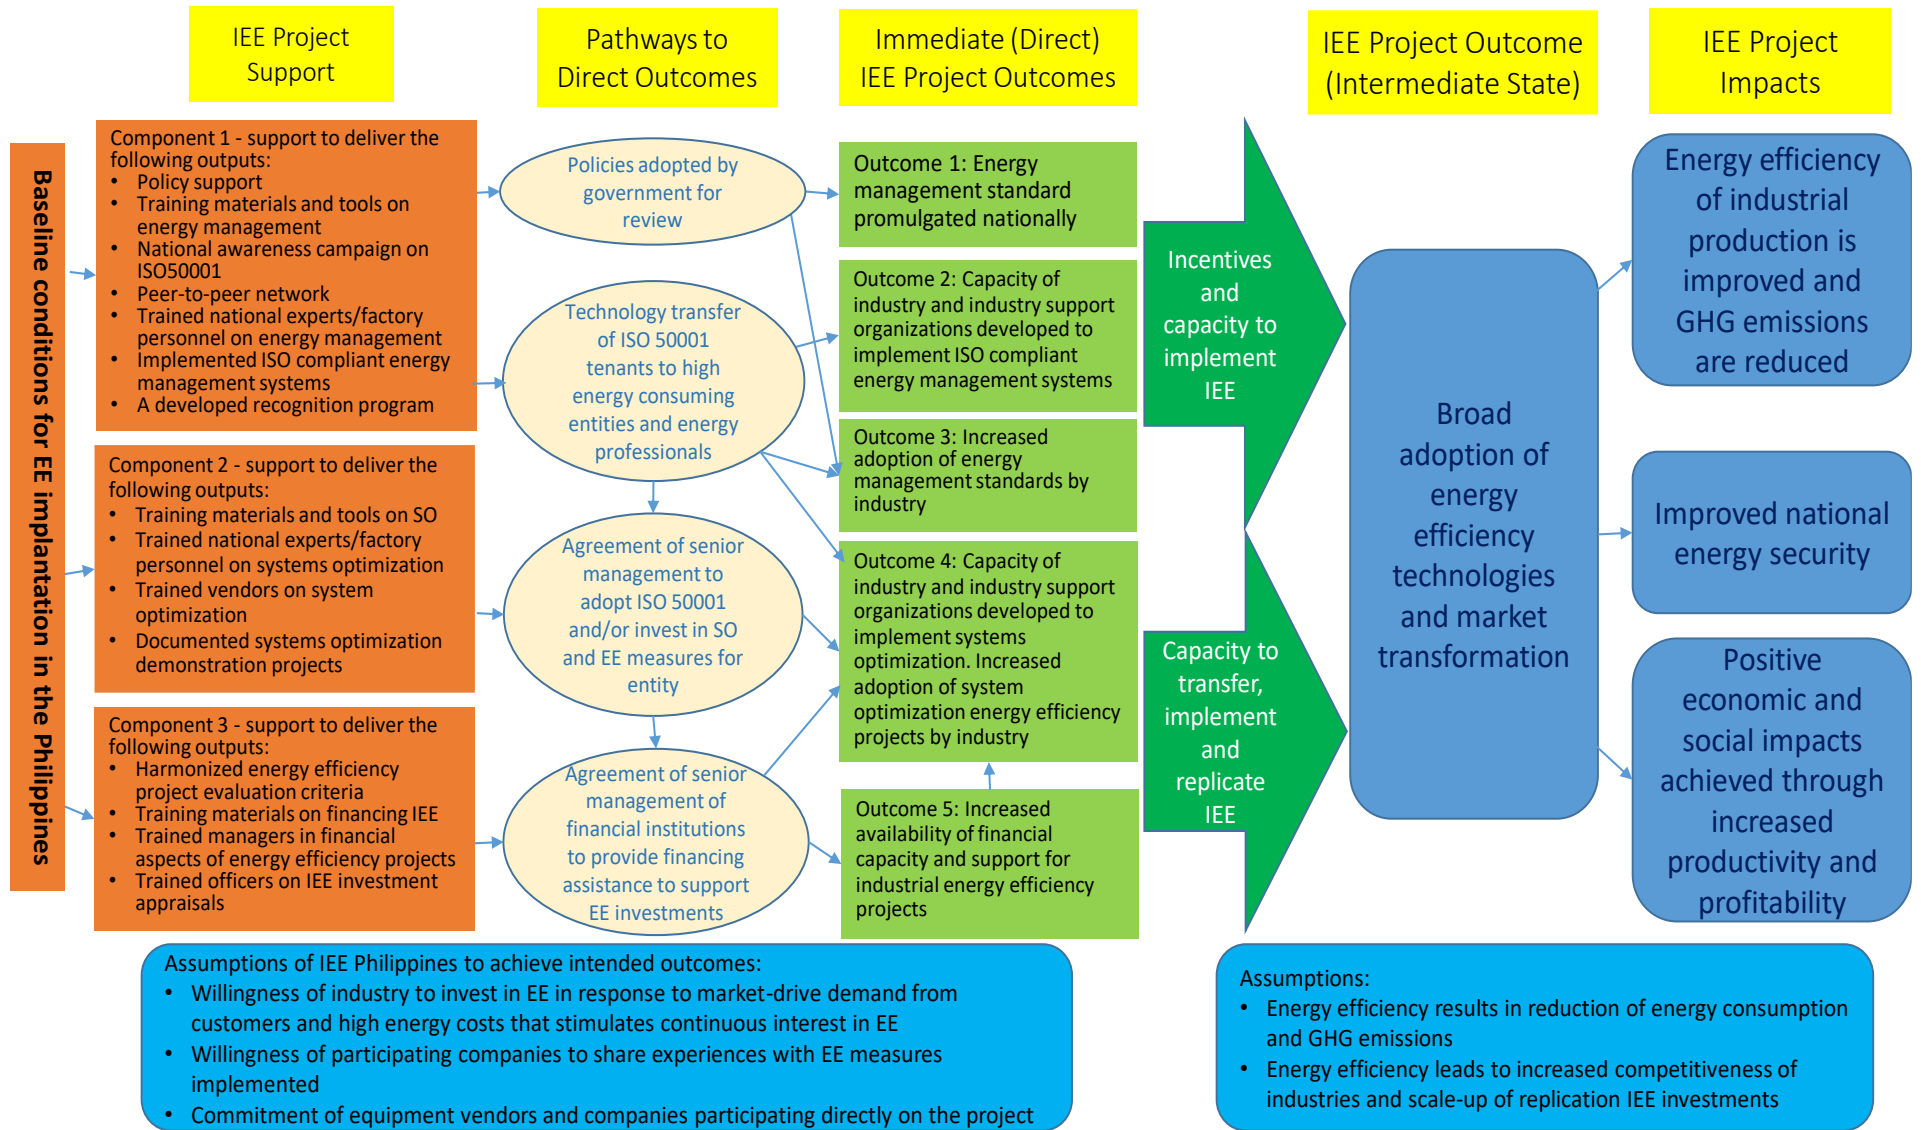 IEE Project
Support
Pathways to
Direct Outcomes
Immediate (Direct)
IEE Project Outcomes
IEE Project Outcome
(Intermediate State)
IEE Project
Impacts
Baseline conditions for EE implantation in the Philippines
Component 1 - support to deliver the
following outputs:
• Policy support
• Training materials and tools on
energy management
• National awareness campaign on
ISO50001
• Peer-to-peer network
• Trained national experts/factory
personnel on energy management
• Implemented ISO compliant energy
management systems
• A developed recognition program
Component 2 - support to deliver the
following outputs:
• Training materials and tools on SO
• Trained national experts/factory
personnel on systems optimization
• Trained vendors on system
optimization
• Documented systems optimization
demonstration projects
Component 3 - support to deliver the
following outputs:
• Harmonized energy efficiency
project evaluation criteria
• Training materials on financing IEE
• Trained managers in financial
aspects of energy efficiency projects
• Trained officers on IEE investment
appraisals
Policies adopted by
government for
review
Technology transfer
of ISO 50001
tenants to high
energy consuming
entities and energy
professionals
Agreement of senior
management to
adopt ISO 50001
and/or invest in SO
and EE measures for
entity
Agreement of senior
management of
financial institutions
to provide financing
assistance to support
EE investments
Outcome 1: Energy
management standard
promulgated nationally
Outcome 2: Capacity of
industry and industry support
organizations developed to
implement ISO compliant
energy management systems
Outcome 3: Increased
adoption of energy
management standards by
industry
Outcome 4: Capacity of
industry and industry support
organizations developed to
implement systems
optimization. Increased
adoption of system
optimization energy efficiency
projects by industry
Outcome 5: Increased
availability of financial
capacity and support for
industrial energy efficiency
projects
Incentives
and
capacity to
implement
IEE
Capacity to
transfer,
implement
and
replicate
IEE
Broad
adoption of
energy
efficiency
technologies
and market
transformation
Energy efficiency
of industrial
production is
improved and
GHG emissions
are reduced
Improved national
energy security
Positive
economic and
social impacts
achieved through
increased
productivity and
profitability
Assumptions of IEE Philippines to achieve intended outcomes:
• Willingness of industry to invest in EE in response to market-drive demand from
customers and high energy costs that stimulates continuous interest in EE
• Willingness of participating companies to share experiences with EE measures
implemented
• Commitment of equipment vendors and companies participating directly on the project
Assumptions:
• Energy efficiency results in reduction of energy consumption
and GHG emissions
• Energy efficiency leads to increased competitiveness of
industries and scale-up of replication IEE investments